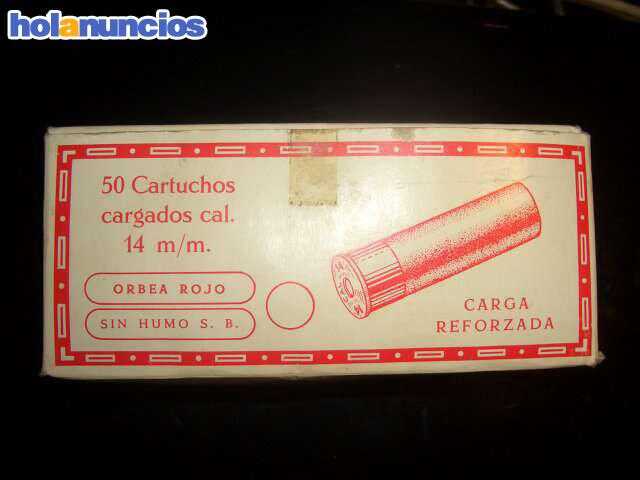 holanuncios
50 Cartuchos
cargados cal.
14 m/m.
ORBEA ROJO
SIN HUMO S. B.
CARGA
REFORZADA